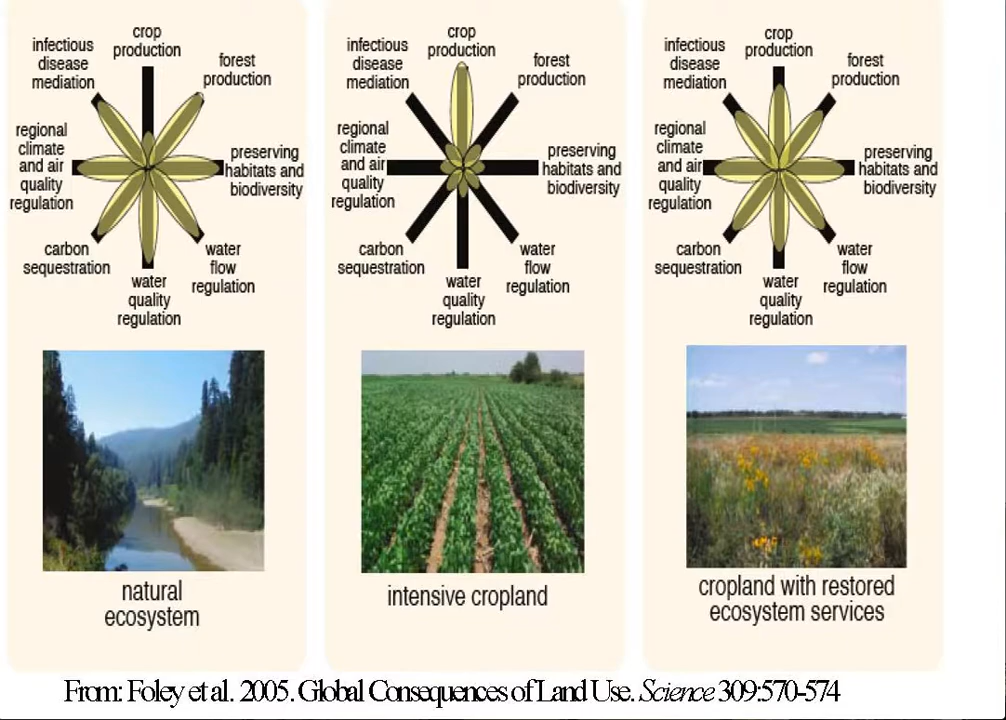 crop
production
infectious
disease
mediation
forest
production
regional
climate
and air
quality
regulation
preserving
habitats and
biodiversity
carbon
sequestration
water
flow
regulation
water
quality
regulation
natural
ecosystem
crop
production
infectious
disease
mediation
forest
production
regional
climate
and air
quality
regulation
preserving
habitats and
biodiversity
carbon
sequestration
water
flow
regulation
water
quality
regulation
intensive cropland
crop
production
infectious
disease
mediation
forest
production
regional
climate
and air
quality
regulation
preserving
habitats and
biodiversity
carbon
sequestration
water
flow
regulation
water
quality
regulation
cropland with restored
ecosystem services
From: Foley et al. 2005. Global Consequences of Land Use. Science 309:570-574